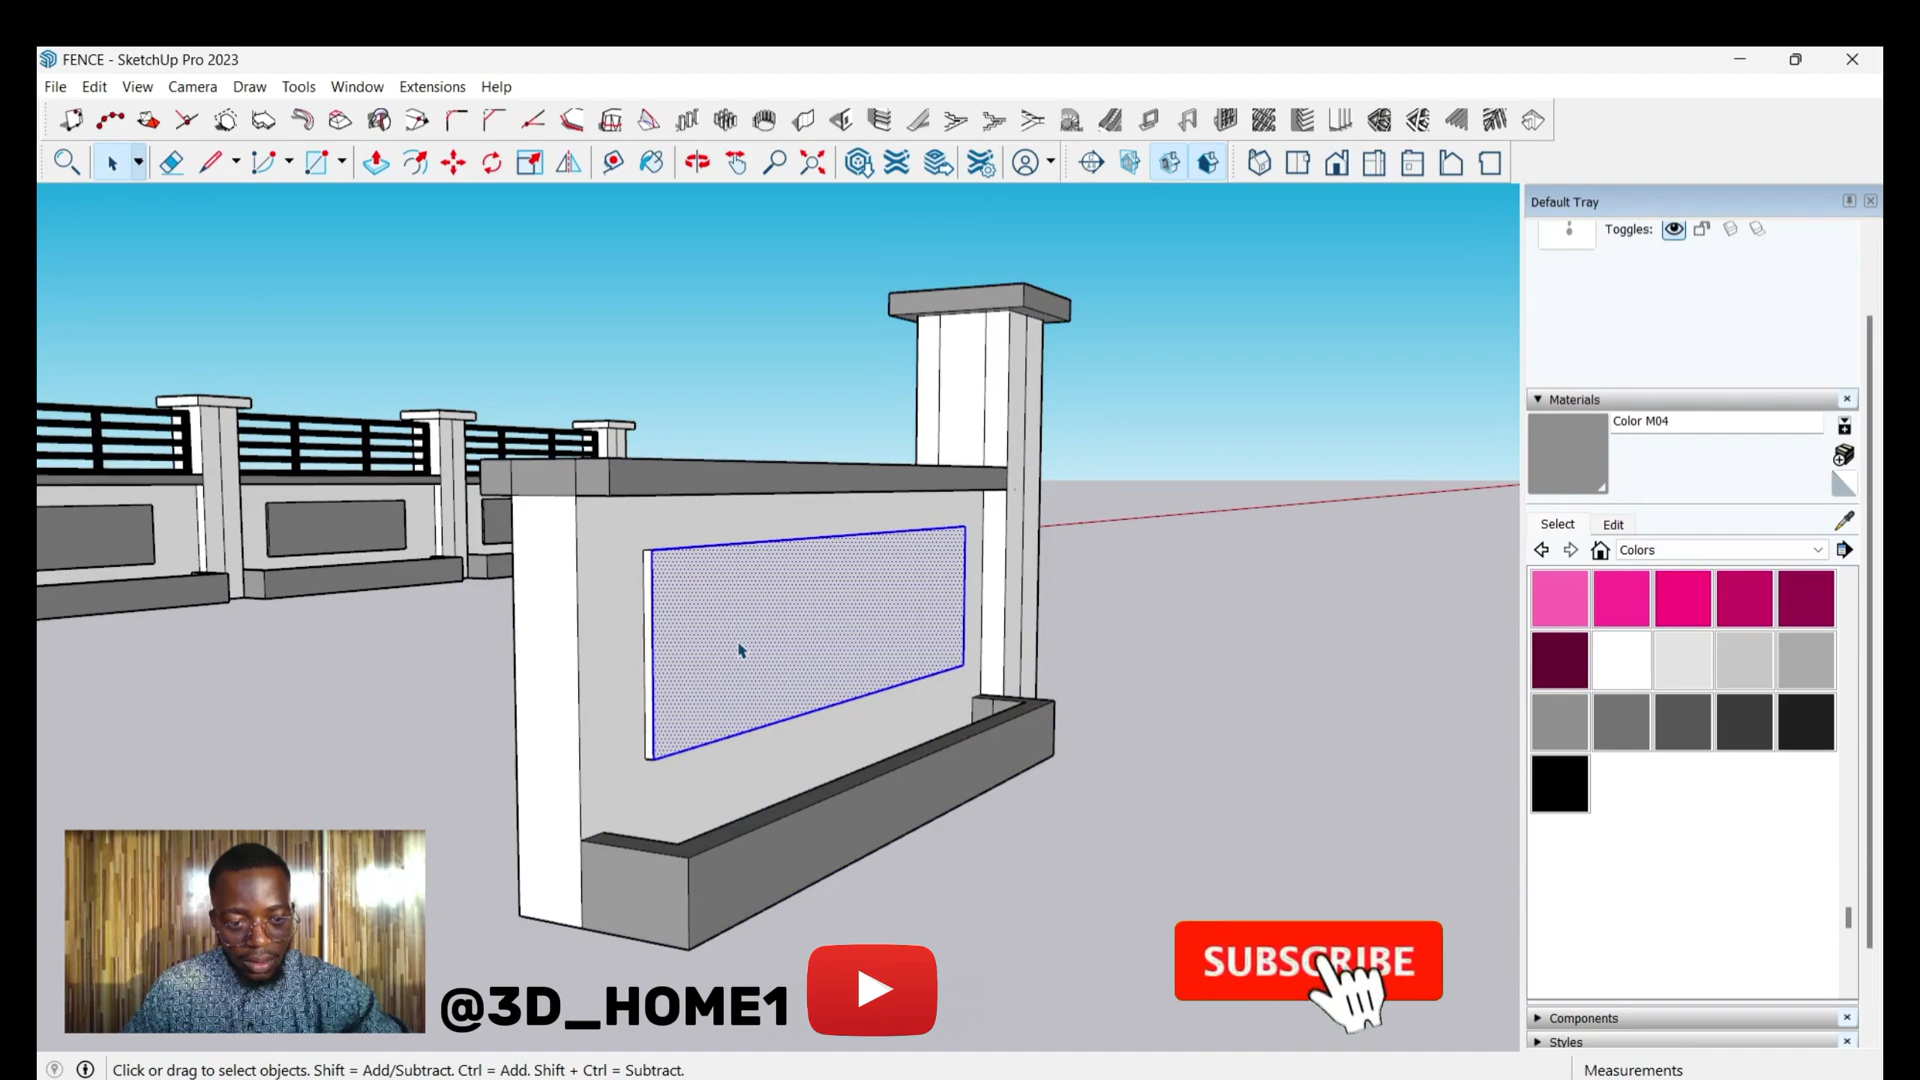 FENCE - SketchUp Pro 2023
File Edit View Camera Draw Tools Window Extensions Help
Default Tray
Toggles:
Materials
Color M04
Select Edit
Colors
@3D_HOME1
SUBSCRIBE
Components
Styles
Click or drag to select objects. Shift = Add/Subtract. Ctrl = Add. Shift + Ctrl = Subtract.
Measurements